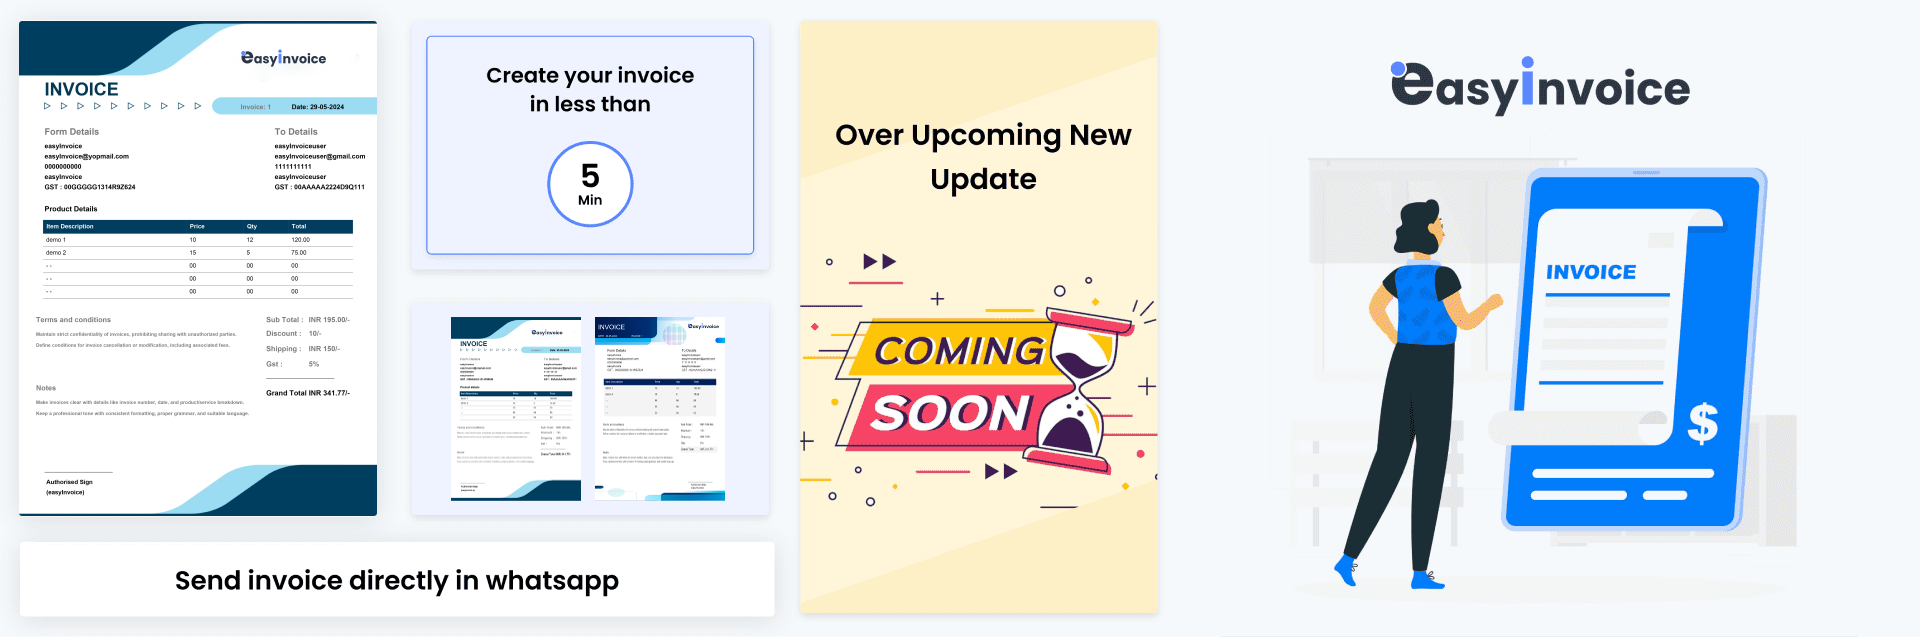 easyinvoice
INVOICE
Invoice: 1 Date: 29-05-2024
Form Details To Details
easyInvoice easyInvoiceuser
easyInvoice@yopmail.com easyInvoiceuser@gmail.com
0000000000 1111111111
easyInvoice easyInvoiceuser
GST : 00GGGGG1314R9Z624 GST : 00AAAAA2224D9Q111
Product Details
Item Description Price Qty Total
demo 1 10 12 120.00
demo 2 15 5 75.00
- - 00 00 00
- - 00 00 00
- - 00 00 00
Terms and conditions
Maintain strict confidentiality of invoices, prohibiting sharing with unauthorized parties.
Define conditions for invoice cancellation or modification, including associated fees.
Sub Total : INR 195.00/-
Discount : 10/-
Shipping : INR 150/-
Gst : 5%
Grand Total INR 341.77/-
Notes
Make invoices clear with details like invoice number, date, and product/service breakdown.
Keep a professional tone with consistent formatting, proper grammar, and suitable language.
Authorised Sign
(easyInvoice)
Create your invoice
in less than
5
Min
easyinvoice
INVOICE
INVOICE
easyinvoice
Send invoice directly in whatsapp
Over Upcoming New
Update
COMING
SOON
easyinvoice
INVOICE
$